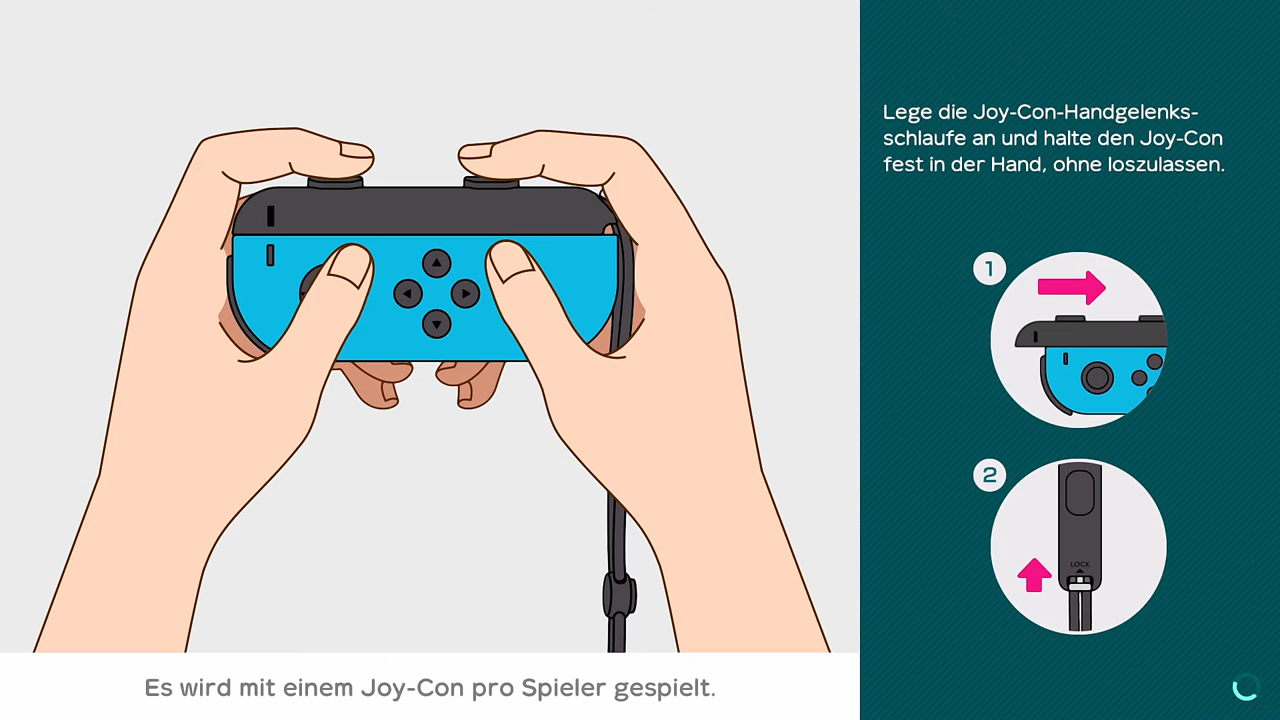 Lege die Joy-Con-Handgelenks-
schlaufe an und halte den Joy-Con
fest in der Hand, ohne loszulassen.
1
2
LOCK
Es wird mit einem Joy-Con pro Spieler gespielt.